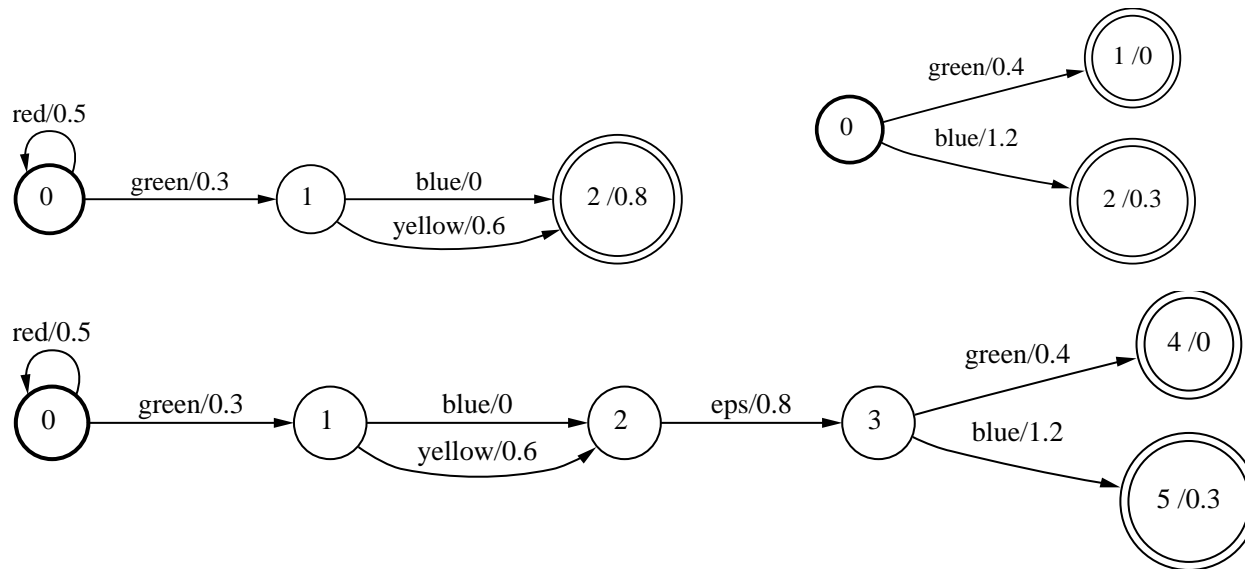 red/0.5
0
green/0.3
1
blue/0
yellow/0.6
2 /0.8
0
green/0.4
1 /0
blue/1.2
2 /0.3
red/0.5
0
green/0.3
1
blue/0
yellow/0.6
2
eps/0.8
3
green/0.4
4 /0
blue/1.2
5 /0.3